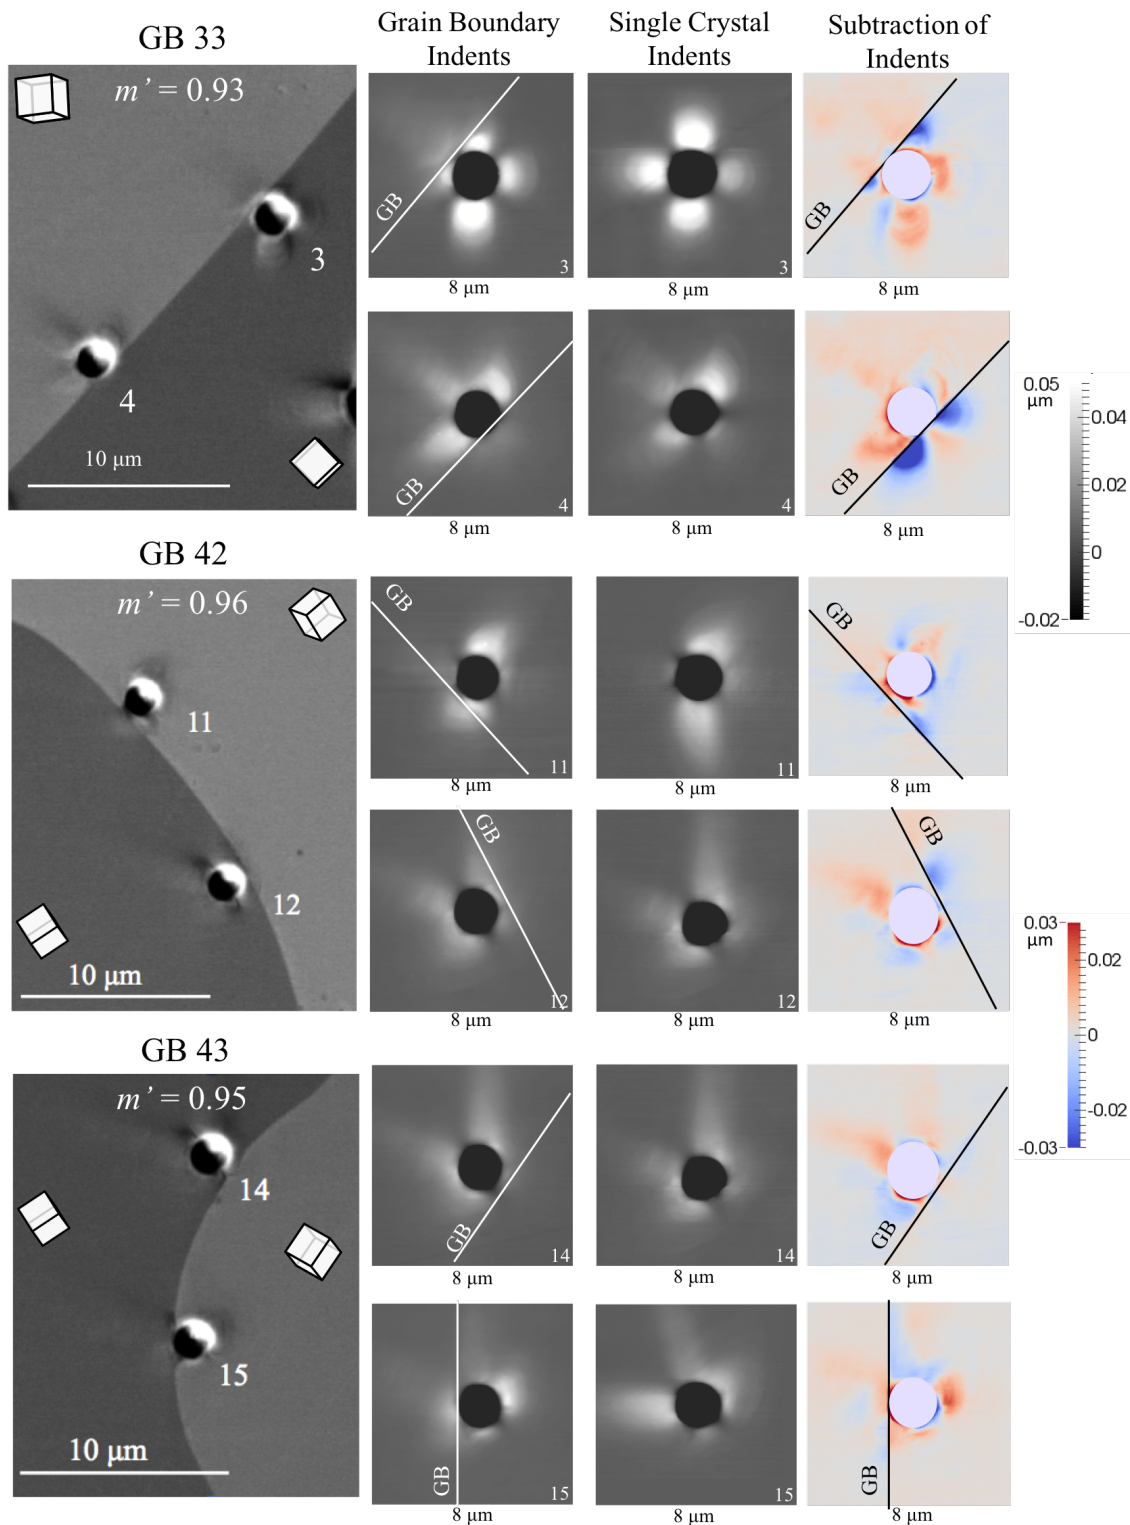 GB 33
Grain Boundary
Indents
Single Crystal
Indents
Subtraction of
Indents
m’ = 0.93
3
4
10 µm
GB
3
8 µm
3
8 µm
GB
8 µm
GB
4
8 µm
4
8 µm
GB
8 µm
0.05
µm
0.04
0.02
0
-0.02
GB 42
m’ = 0.96
11
12
10 µm
GB
11
8 µm
11
8 µm
GB
8 µm
GB
12
8 µm
12
8 µm
GB
8 µm
0.03
µm
0.02
0
-0.02
-0.03
GB 43
m’ = 0.95
14
15
10 µm
GB
14
8 µm
14
8 µm
GB
8 µm
GB
15
8 µm
15
8 µm
GB
8 µm